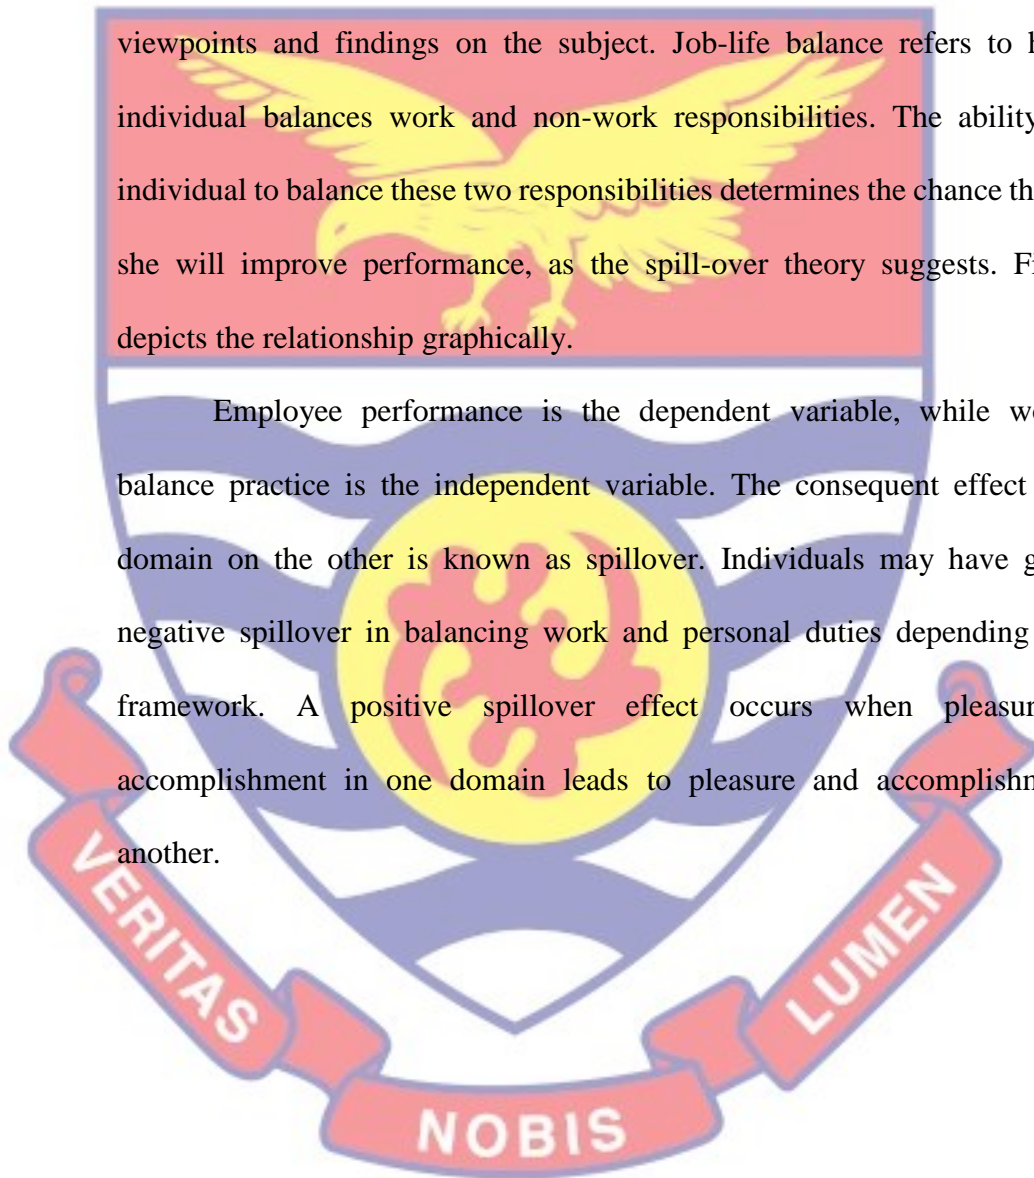 viewpoints and findings on the subject. Job-life balance refers to
individual balances work and non-work responsibilities. The ability
individual to balance these two responsibilities determines the chance
she will improve performance, as the spill-over theory suggests.
depicts the relationship graphically.
Employee performance is the dependent variable, while
balance practice is the independent variable. The consequent effect
domain on the other is known as spillover. Individuals may have
negative spillover in balancing work and personal duties depending
framework. A positive spillover effect occurs when
accomplishment in one domain leads to pleasure and
another.
VERITAS
NOBIS
LUMEN